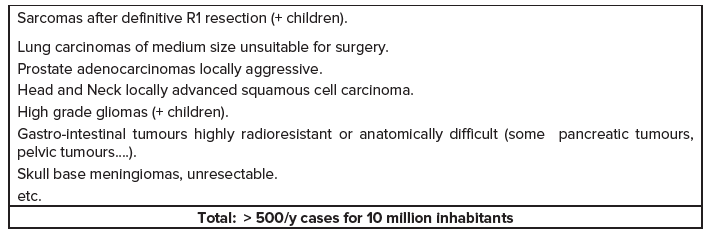 Sarcomas after definitive R1 resection (+ children).
Lung carcinomas of medium size unsuitable for surgery.
Prostate adenocarcinomas locally aggressive.
Head and Neck locally advanced squamous cell carcinoma.
High grade gliomas (+ children).
Gastro-intestinal tumours highly radioresistant or anatomically difficult (some pancreatic tumours,
pelvic tumours....).
Skull base meningiomas, unresectable.
etc.
Total: > 500/y cases for 10 million inhabitants